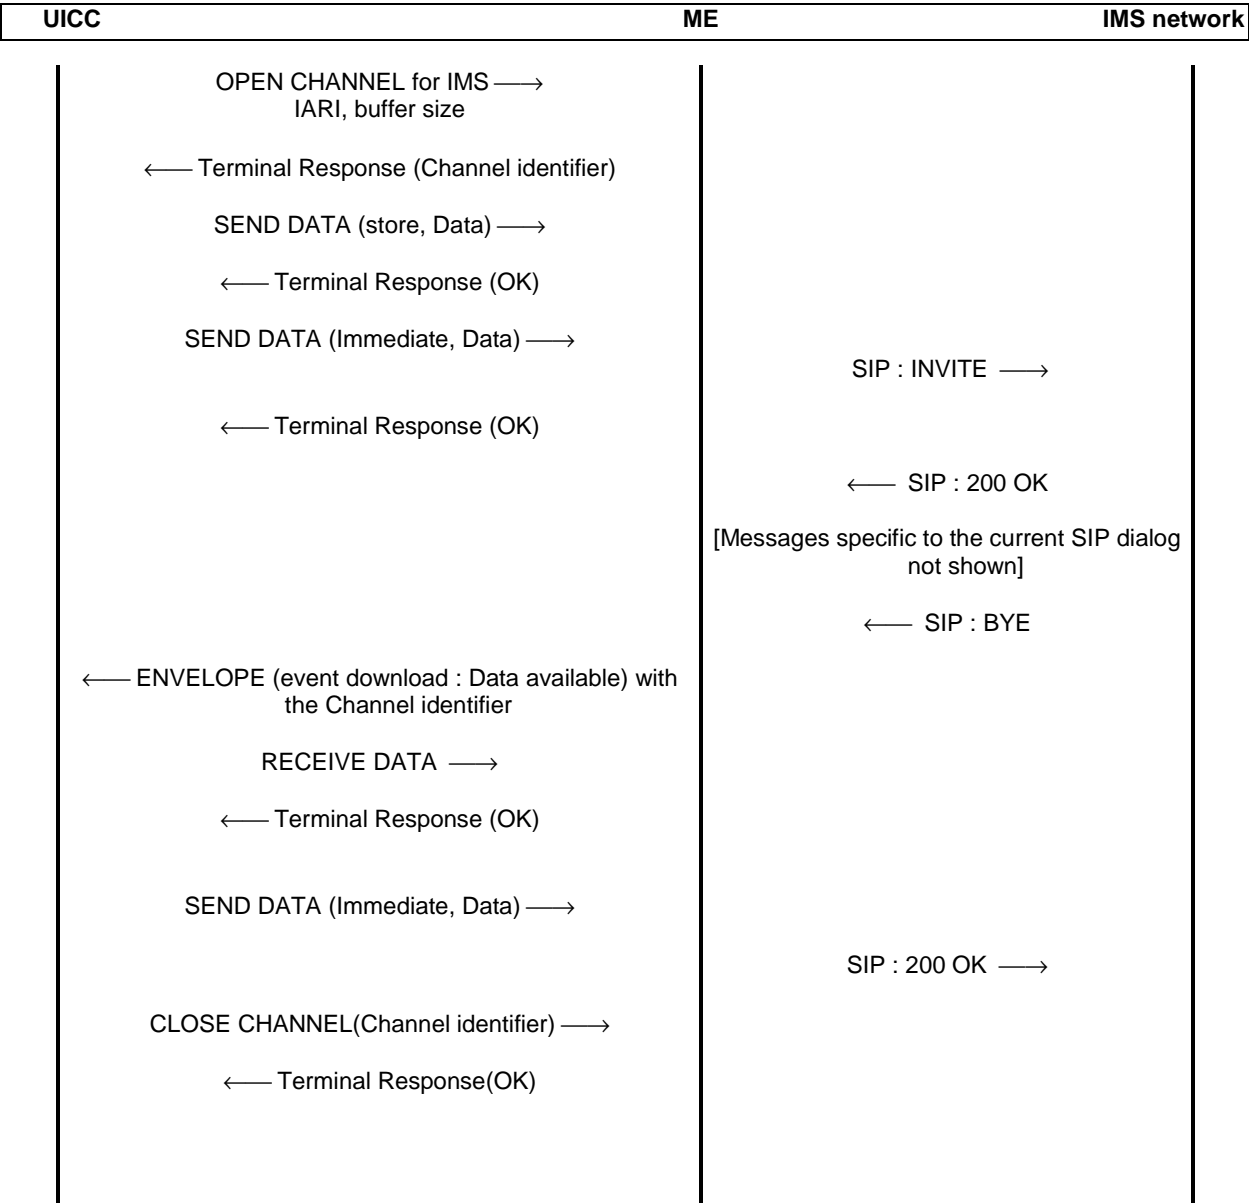 UICC ME IMS network
OPEN CHANNEL for IMS ⟶
IARI, buffer size
⟵ Terminal Response (Channel identifier)
SEND DATA (store, Data) ⟶
⟵ Terminal Response (OK)
SEND DATA (Immediate, Data) ⟶
SIP : INVITE ⟶
⟵ Terminal Response (OK)
⟵ SIP : 200 OK
[Messages specific to the current SIP dialog
not shown]
⟵ SIP : BYE
⟵ ENVELOPE (event download : Data available) with
the Channel identifier
RECEIVE DATA ⟶
⟵ Terminal Response (OK)
SEND DATA (Immediate, Data) ⟶
SIP : 200 OK ⟶
CLOSE CHANNEL(Channel identifier) ⟶
⟵ Terminal Response(OK)